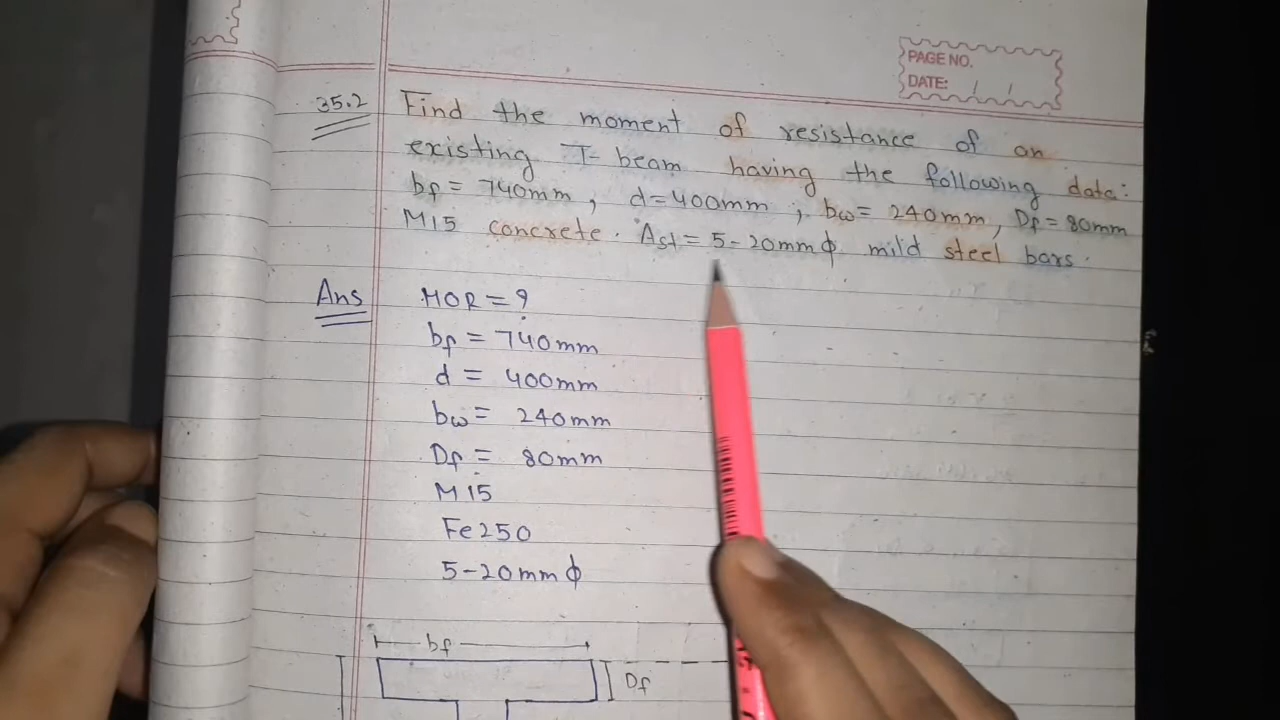 PAGE NO.
DATE: / /
35.2 Find the moment of resistance of an
existing T-beam having the following data:
bf = 740mm, d=400mm, bw= 240mm, Df=80mm
M15 concrete. Ast = 5-20mmϕ mild steel bars.
Ans MOR = ?
bf = 740mm
d = 400mm
bw = 240mm
Df = 80mm
M15
Fe250
5-20mmϕ
bf
Df